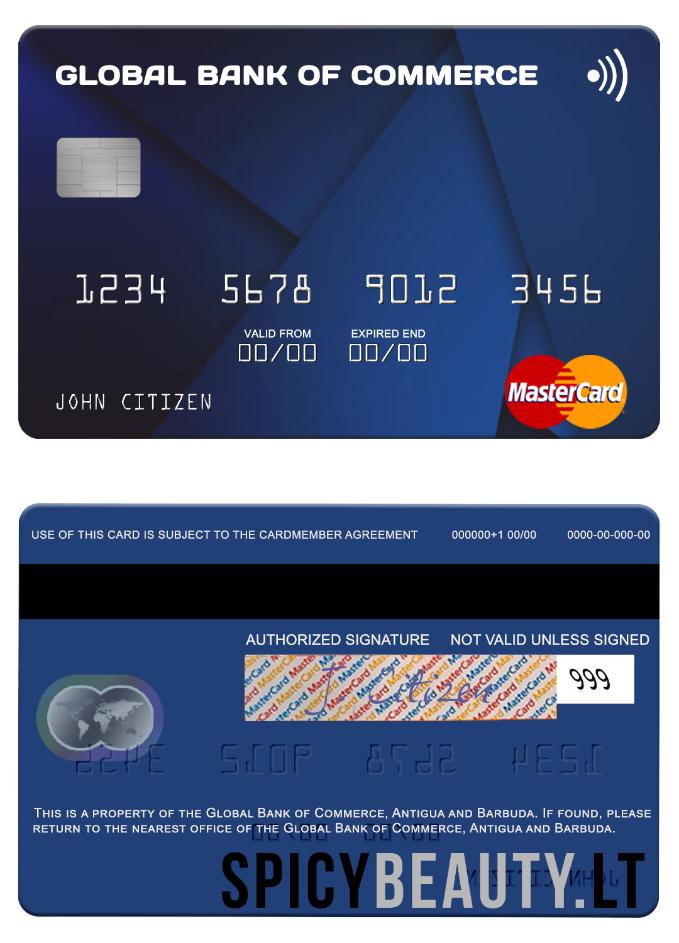 GLOBAL BANK OF COMMERCE
1234 5678 9012 3456
VALID FROM EXPIRED END
00/00 00/00
JOHN CITIZEN
MasterCard
USE OF THIS CARD IS SUBJECT TO THE CARDMEMBER AGREEMENT 000000+1 00/00 0000-00-000-00
AUTHORIZED SIGNATURE NOT VALID UNLESS SIGNED
J Citizen 999
THIS IS A PROPERTY OF THE GLOBAL BANK OF COMMERCE, ANTIGUA AND BARBUDA. IF FOUND, PLEASE
RETURN TO THE NEAREST OFFICE OF THE GLOBAL BANK OF COMMERCE, ANTIGUA AND BARBUDA.
SPICYBEAUTY.LT